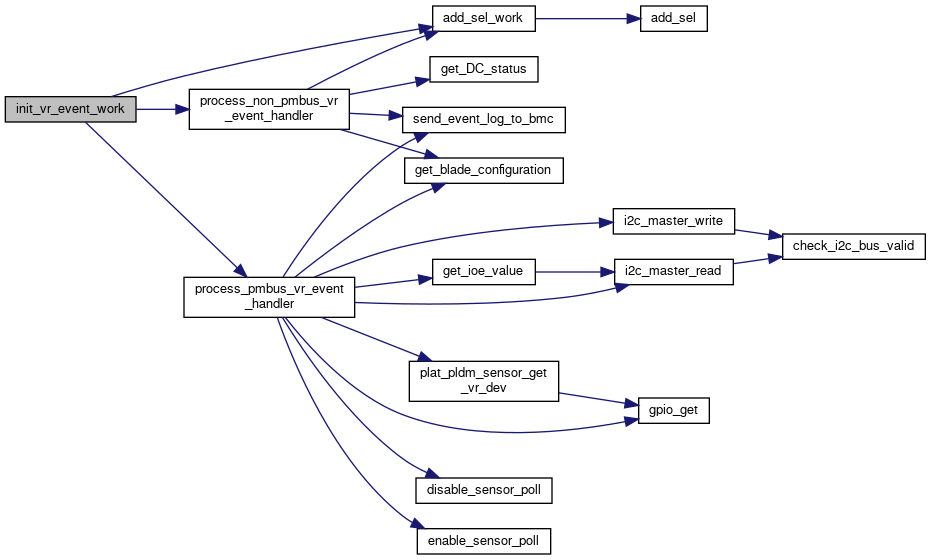 init_vr_event_work
add_sel_work
add_sel
process_non_pmbus_vr
_event_handler
get_DC_status
send_event_log_to_bmc
get_blade_configuration
process_pmbus_vr_event
_handler
i2c_master_write
check_i2c_bus_valid
get_ioe_value
i2c_master_read
plat_pldm_sensor_get
_vr_dev
gpio_get
disable_sensor_poll
enable_sensor_poll